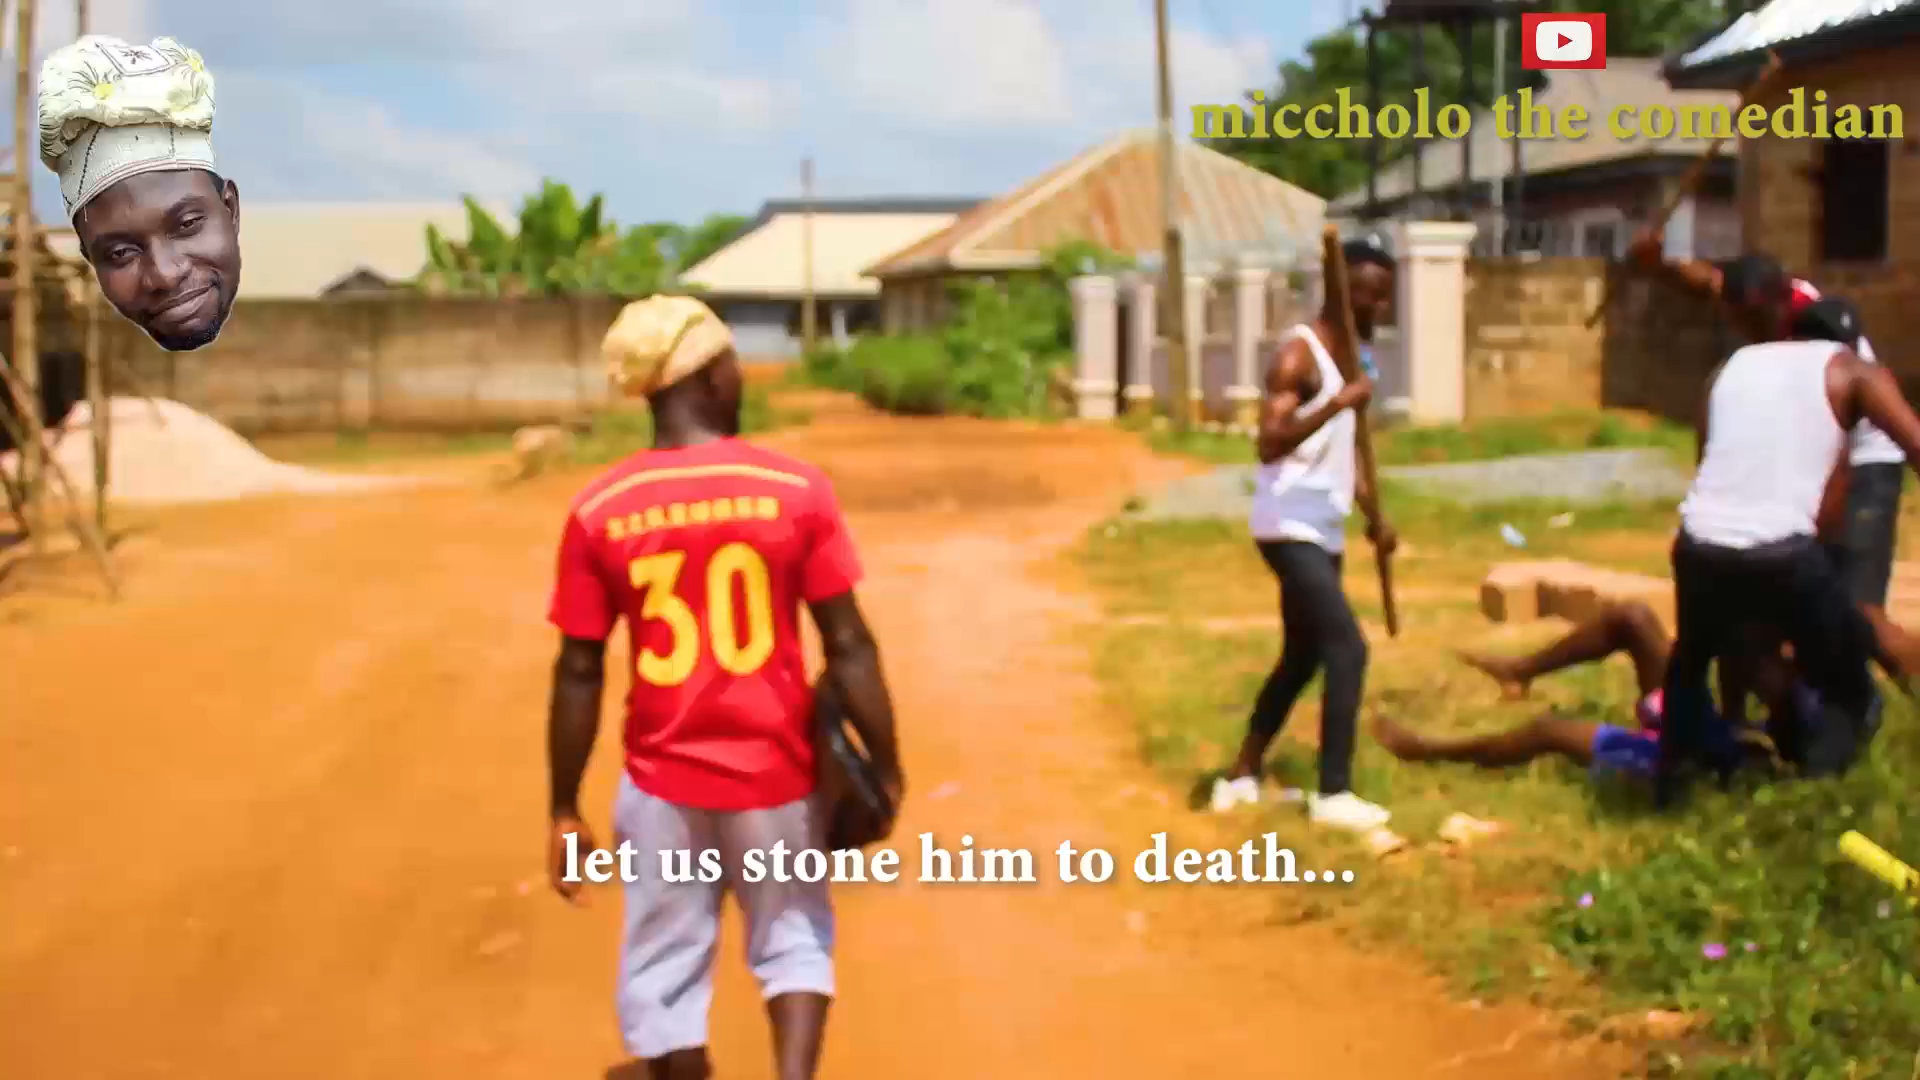 miccholo the comedian
30
let us stone him to death...